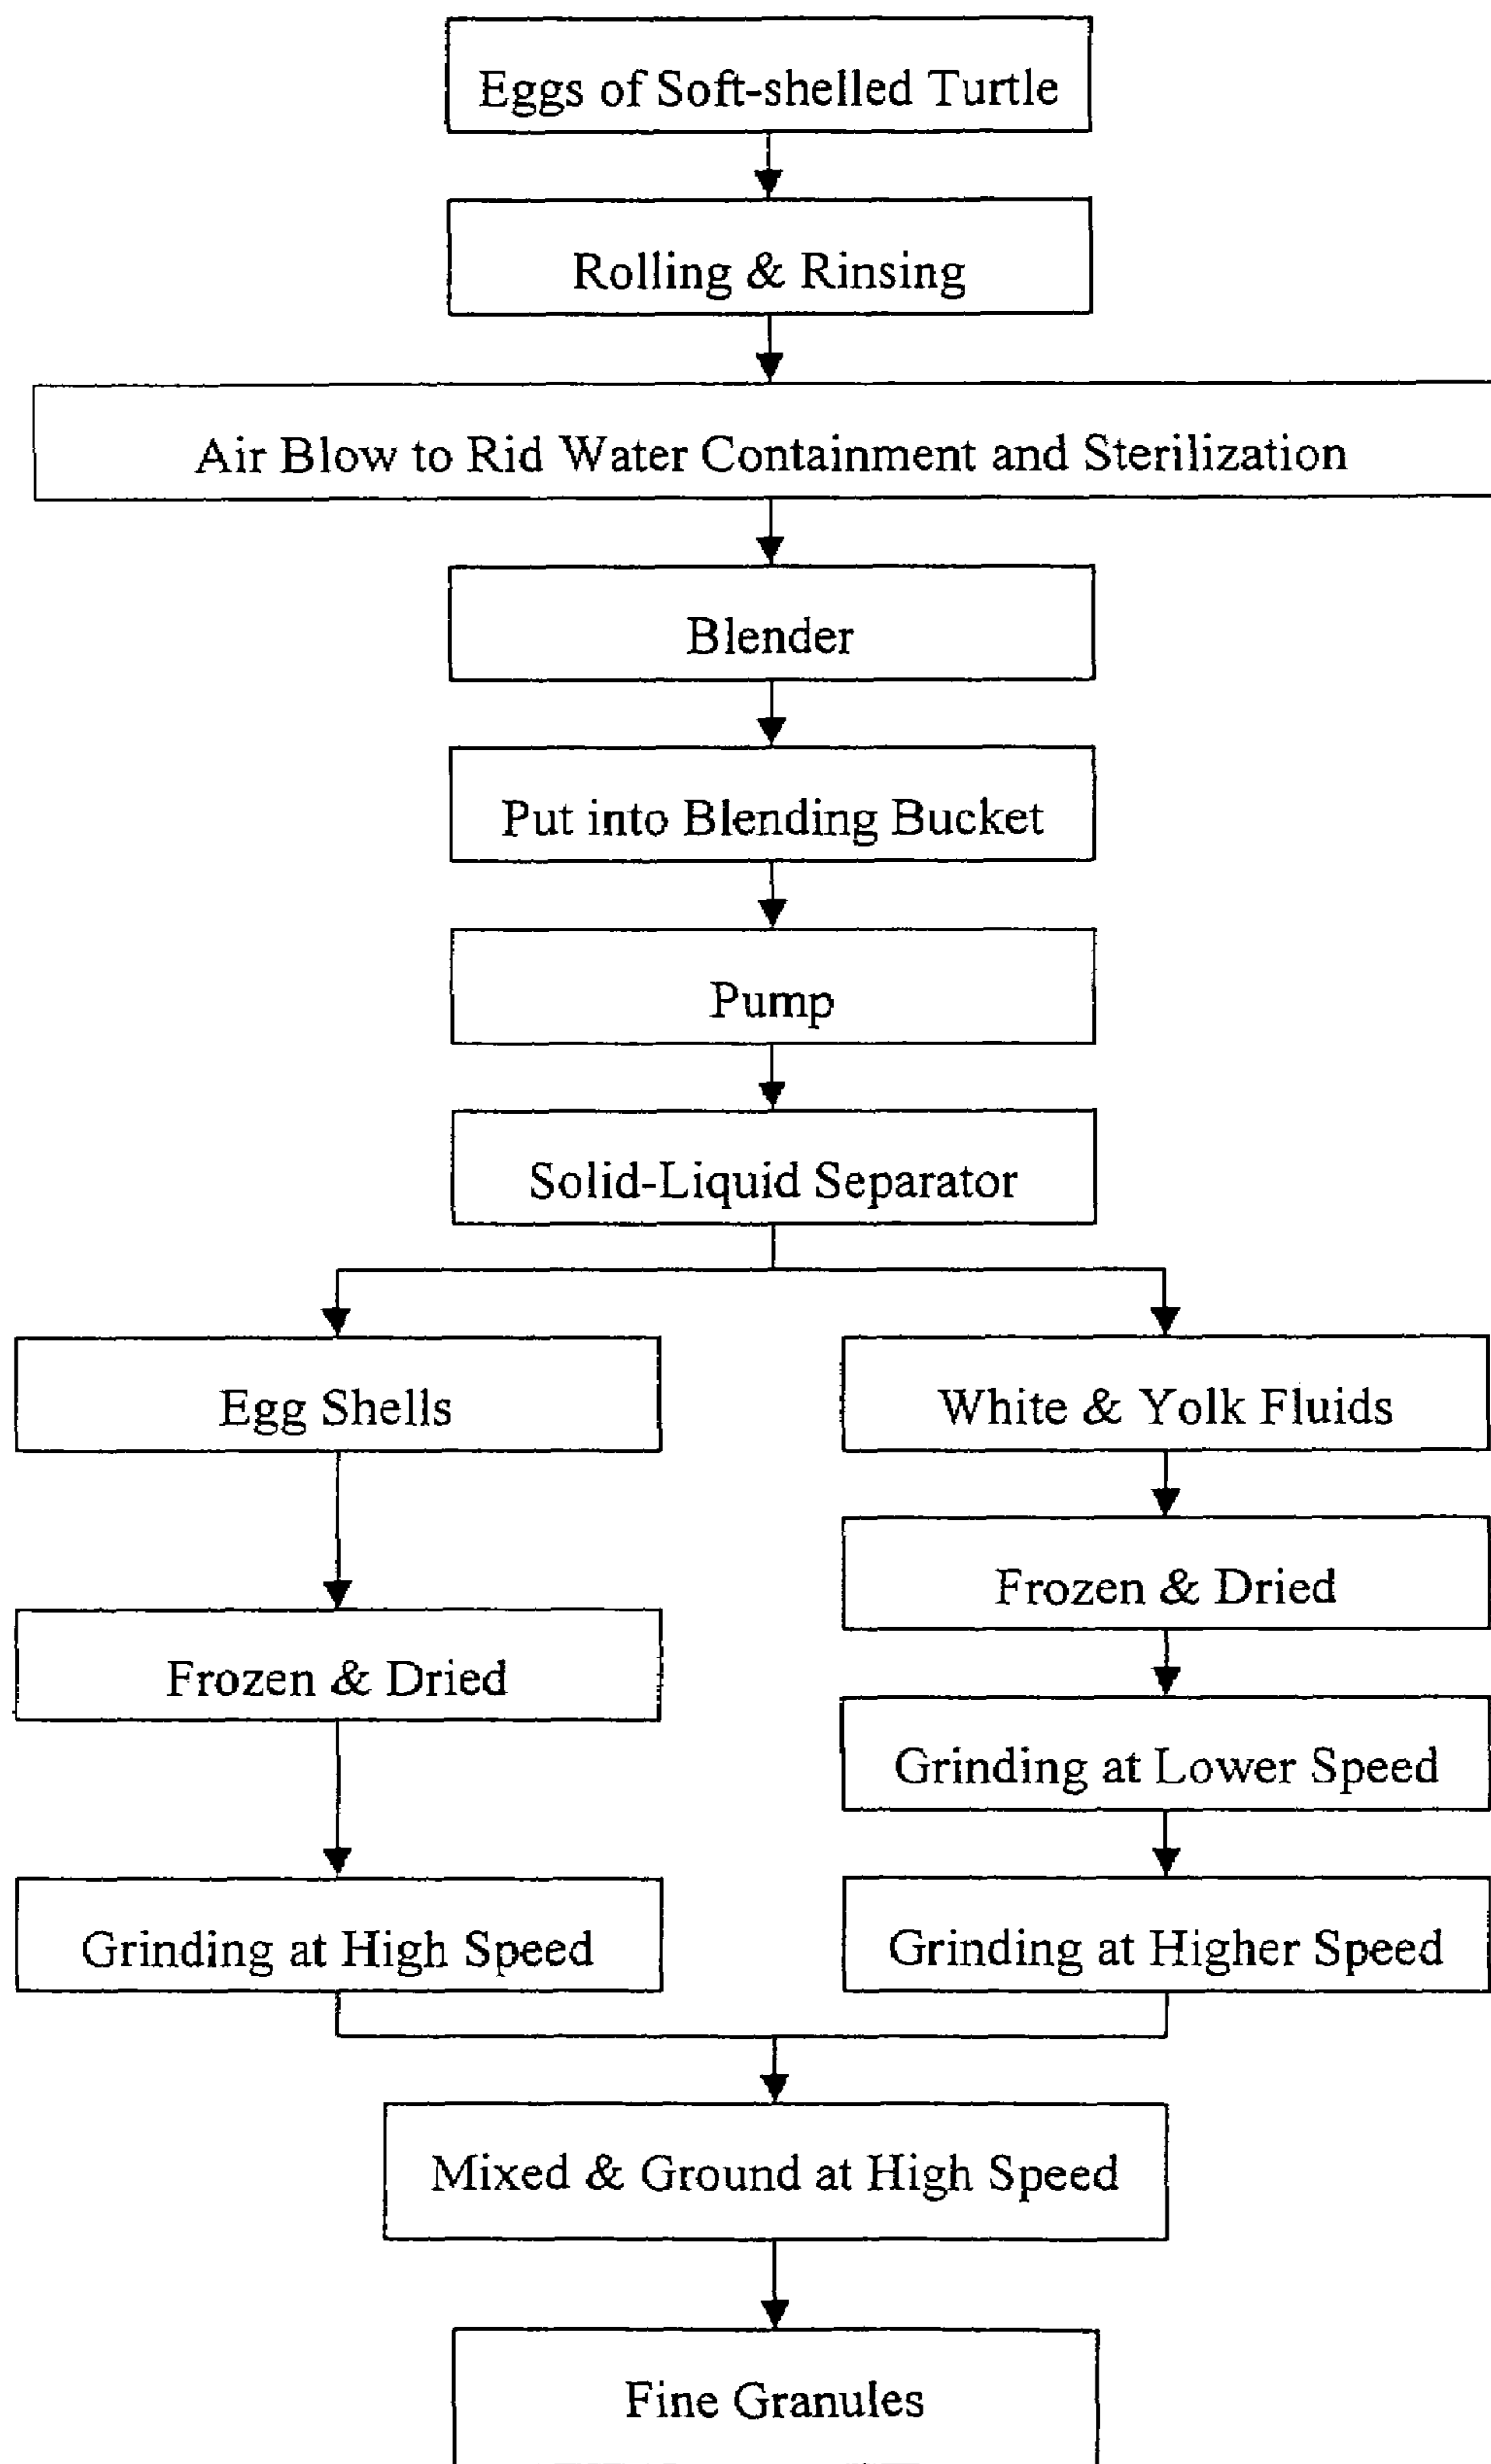 Eggs of Soft-shelled Turtle
Rolling & Rinsing
Air Blow to Rid Water Containment and Sterilization
Blender
Put into Blending Bucket
Pump
Solid-Liquid Separator
Egg Shells
White & Yolk Fluids
Frozen & Dried
Frozen & Dried
Grinding at Lower Speed
Grinding at High Speed
Grinding at Higher Speed
Mixed & Ground at High Speed
Fine Granules